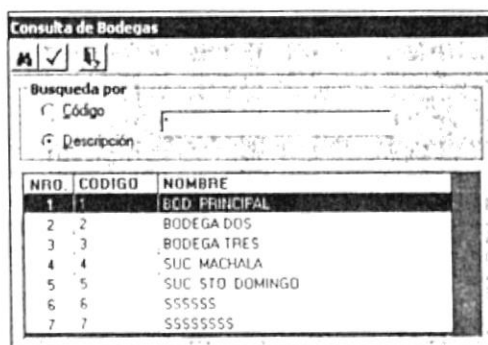 Consulta de Bodegas
Busqueda por
Código
Descripción
NRO. CODIGO NOMBRE
1 1 BOD. PRINCIPAL
2 2 BODEGA DOS
3 3 BODEGA TRES
4 4 SUC MACHALA
5 5 SUC STO DOMINGO
6 6 SSSSSS
7 7 SSSSSSSS